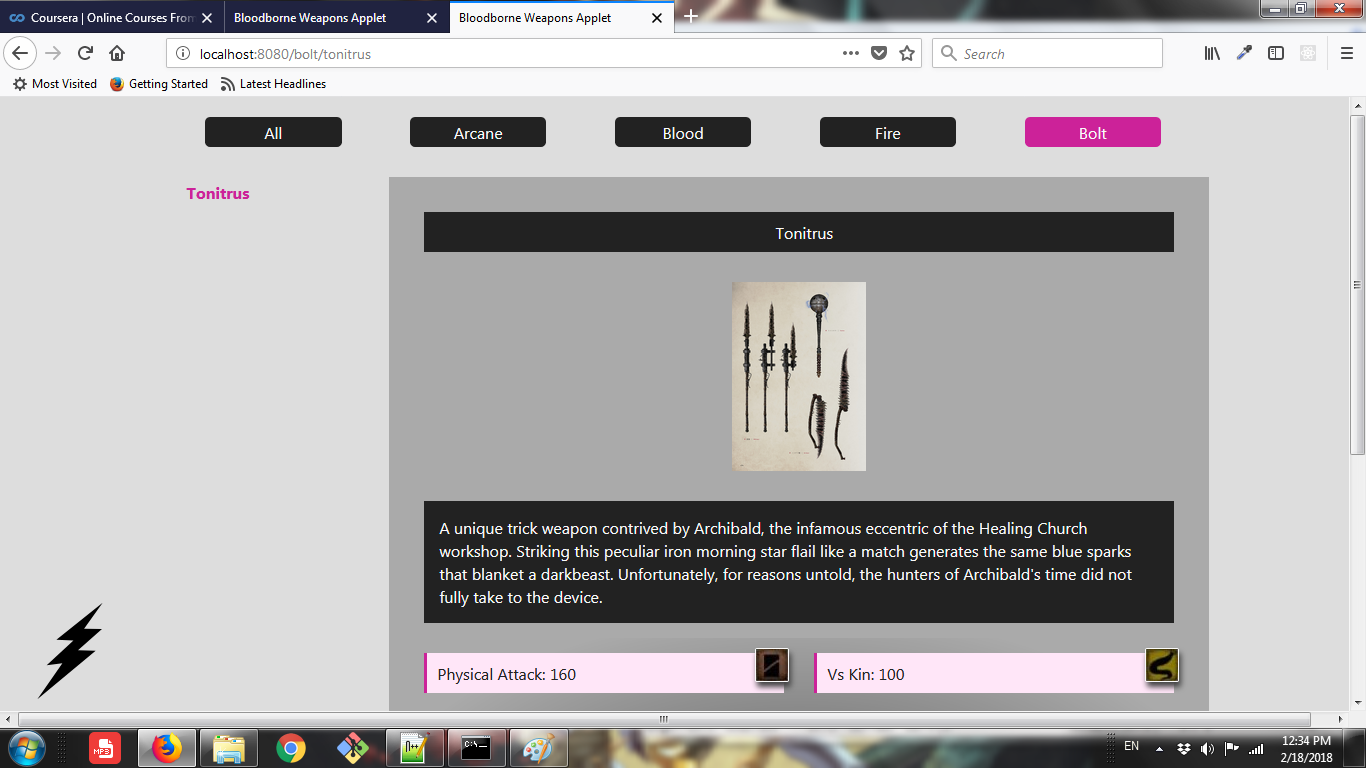 Coursera | Online Courses From
Bloodborne Weapons Applet
Bloodborne Weapons Applet
localhost:8080/bolt/tonitrus
Search
Most Visited
Getting Started
Latest Headlines
All
Arcane
Blood
Fire
Bolt
Tonitrus
Tonitrus
A unique trick weapon contrived by Archibald, the infamous eccentric of the Healing Church
workshop. Striking this peculiar iron morning star flail like a match generates the same blue sparks
that blanket a darkbeast. Unfortunately, for reasons untold, the hunters of Archibald's time did not
fully take to the device.
Physical Attack: 160
Vs Kin: 100
MP3
C:\
EN
12:34 PM
2/18/2018